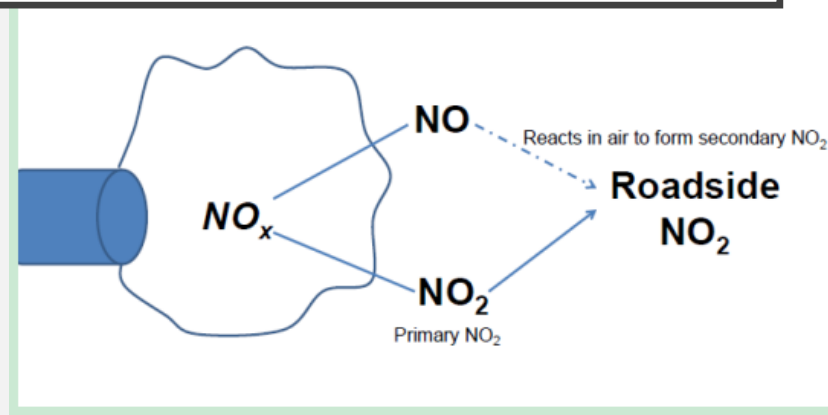 NO
Reacts in air to form secondary NO₂
Roadside
NO₂
NOₓ
NO₂
Primary NO₂